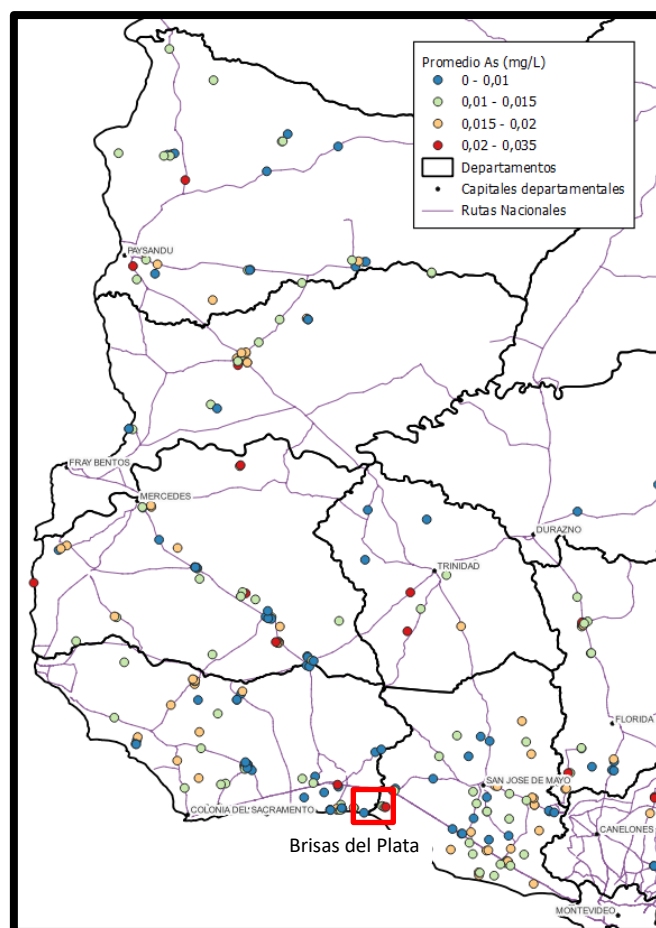 Promedio As (mg/L)
0 - 0,01
0,01 - 0,015
0,015 - 0,02
0,02 - 0,035
Departamentos
Capitales departamentales
Rutas Nacionales
PAYSANDU
FRAY BENTOS
MERCEDES
DURAZNO
TRINIDAD
FLORIDA
SAN JOSE DE MAYO
COLONIA DEL SACRAMENTO
CANELONES
Brisas del Plata
MONTEVIDEO